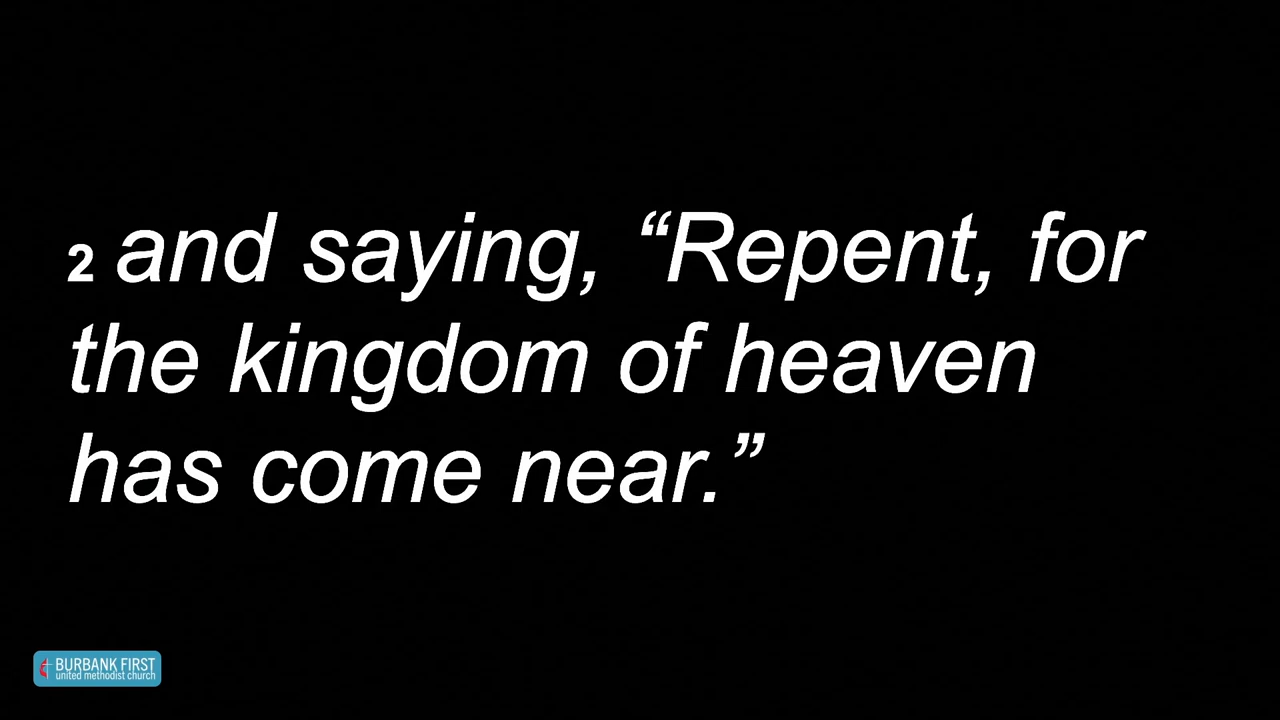 2 and saying, “Repent, for
the kingdom of heaven
has come near.”
BURBANK FIRST
united methodist church